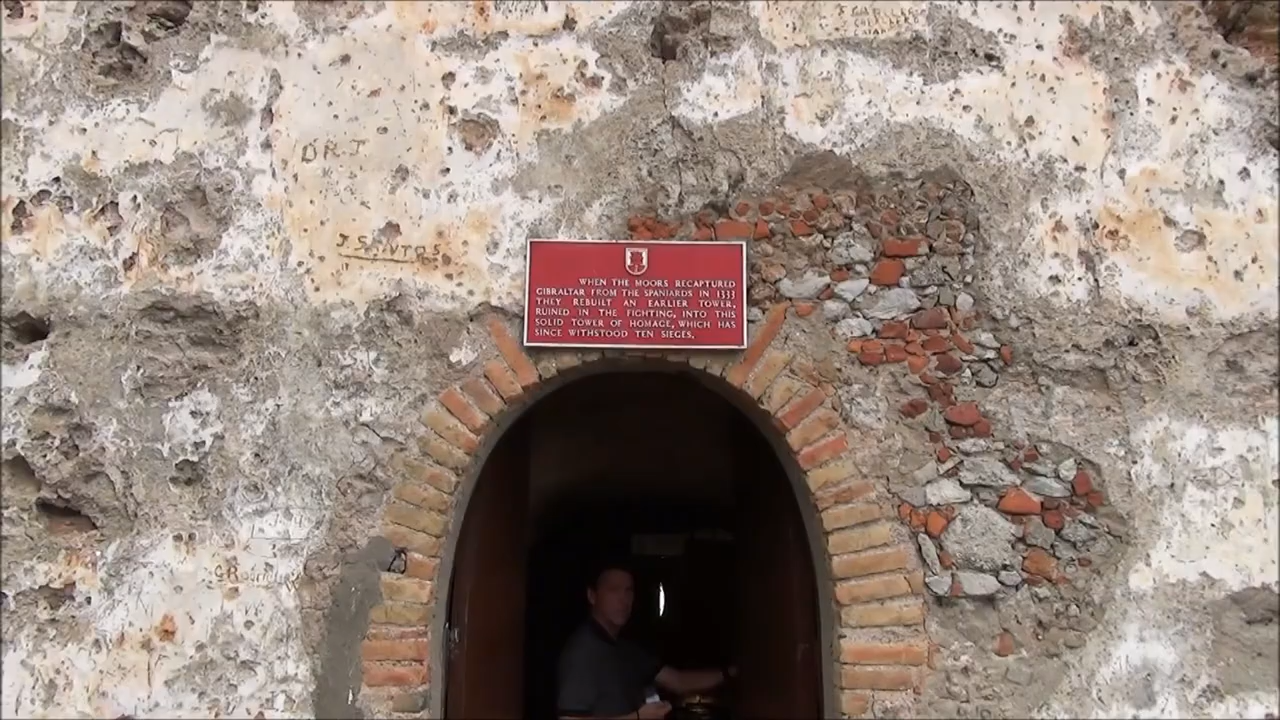 DR.J
J. SANTOS
WHEN THE MOORS RECAPTURED
GIBRALTAR FROM THE SPANIARDS IN 1333
THEY REBUILT AN EARLIER TOWER,
RUINED IN THE FIGHTING, INTO THIS
SOLID TOWER OF HOMAGE, WHICH HAS
SINCE WITHSTOOD TEN SIEGES.